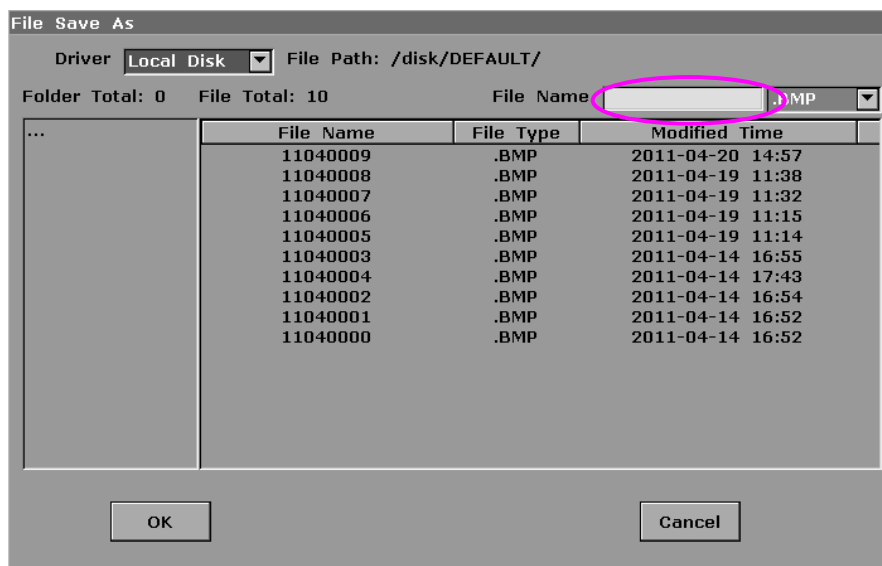 File Save As
Driver Local Disk File Path: /disk/DEFAULT/
Folder Total: 0 File Total: 10 File Name .BMP
... File Name File Type Modified Time
11040009 .BMP 2011-04-20 14:57
11040008 .BMP 2011-04-19 11:38
11040007 .BMP 2011-04-19 11:32
11040006 .BMP 2011-04-19 11:15
11040005 .BMP 2011-04-19 11:14
11040003 .BMP 2011-04-14 16:55
11040004 .BMP 2011-04-14 17:43
11040002 .BMP 2011-04-14 16:54
11040001 .BMP 2011-04-14 16:52
11040000 .BMP 2011-04-14 16:52
OK Cancel